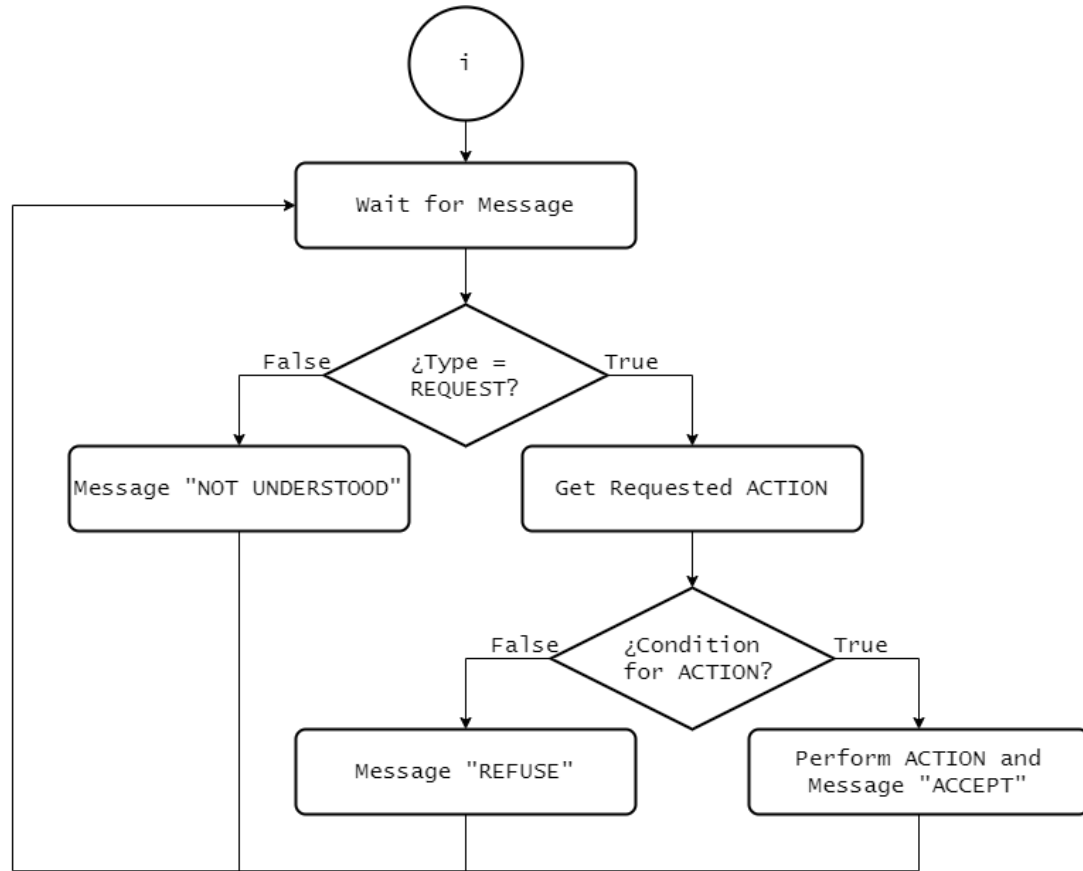 i
Wait for Message
False
¿Type =
REQUEST?
True
Message "NOT UNDERSTOOD"
Get Requested ACTION
False
¿Condition
for ACTION?
True
Message "REFUSE"
Perform ACTION and
Message "ACCEPT"